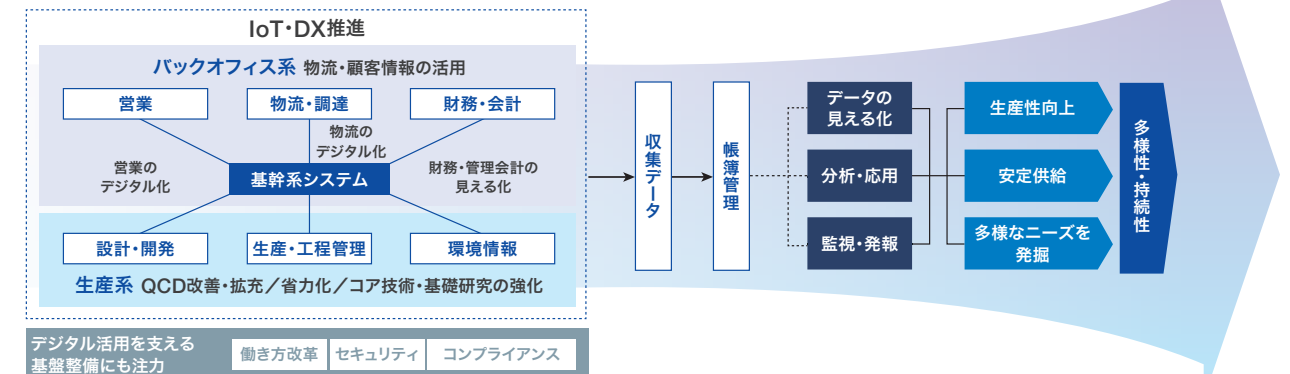 IoT・DX推進
バックオフィス系 物流・顧客情報の活用
営業
物流・調達
財務・会計
物流の
デジタル化
営業の
デジタル化
基幹系システム
財務・管理会計の
見える化
設計・開発
生産・工程管理
環境情報
生産系 QCD改善・拡充／省力化／コア技術・基礎研究の強化
デジタル活用を支える
基盤整備にも注力
働き方改革
セキュリティ
コンプライアンス
収集データ
帳簿管理
データの
見える化
分析・応用
監視・発報
生産性向上
安定供給
多様なニーズを
発掘
多様性・持続性